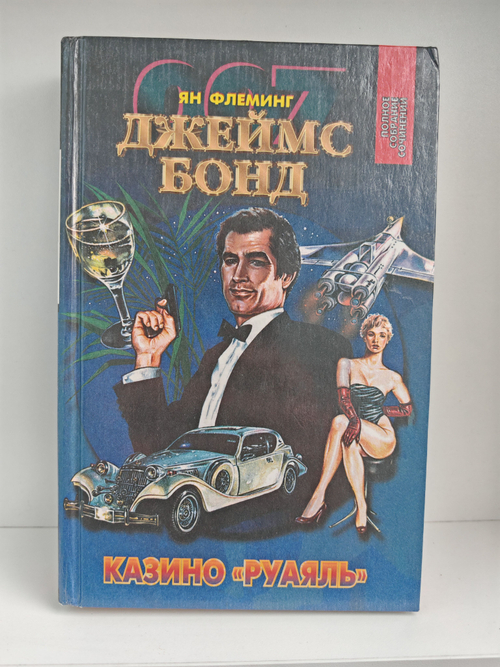 007
ЯН ФЛЕМИНГ
ДЖЕЙМС
БОНД
ПОЛНОЕ
СОБРАНИЕ
СОЧИНЕНИЙ
КАЗИНО «РУАЯЛЬ»